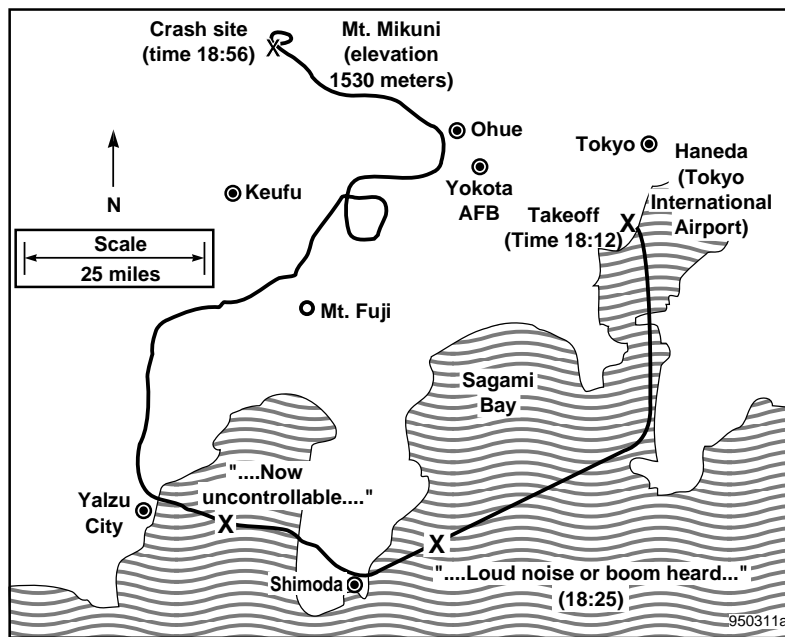 Crash site
(time 18:56)
Mt. Mikuni
(elevation
1530 meters)
Ohue
Tokyo
Haneda
(Tokyo
International
Airport)
Yokota
AFB
Keufu
N
Takeoff
(Time 18:12)
X
X
Scale
25 miles
Mt. Fuji
Sagami
Bay
"....Now
uncontrollable...."
Yalzu
City
X
X
Shimoda
"....Loud noise or boom heard..."
(18:25)
950311a